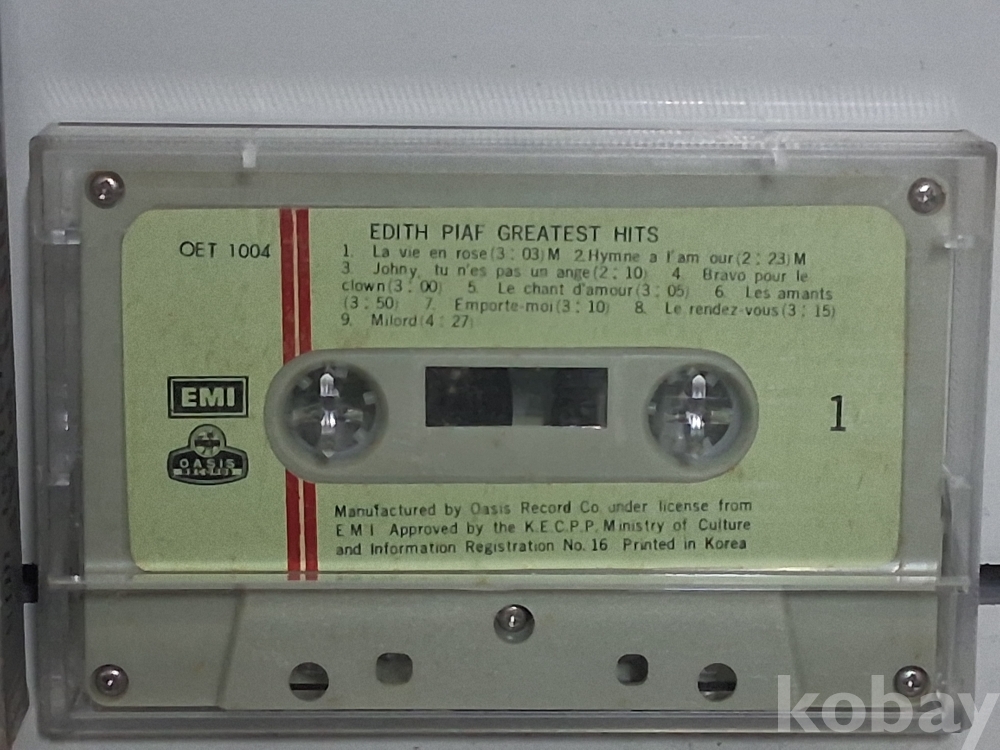 EDITH PIAF GREATEST HITS
OET 1004
1. La vie en rose(3:03)M 2.Hymne a l'am our(2:23)M
3. Johny, tu n'es pas un ange(2:10) 4. Bravo pour le
clown(3:00) 5. Le chant d'amour(3:05) 6. Les amants
(3:50) 7. Emporte-moi(3:10) 8. Le rendez-vous(3:15)
9. Milord(4:27)
EMI
OASIS
RECORDS
1
Manufactured by Oasis Record Co. under license from
E M I Approved by the K.E.C.P.P. Ministry of Culture
and Information Registration No. 16 Printed in Korea
kobay